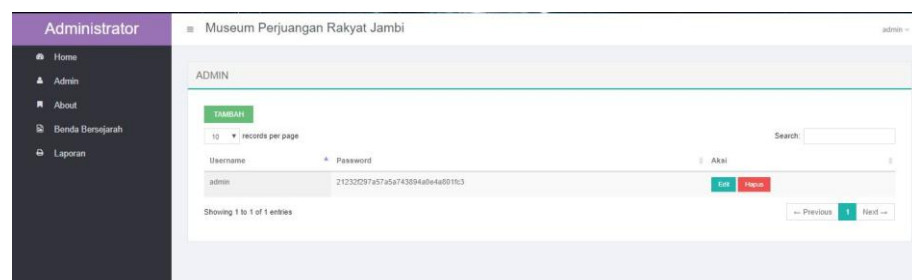 Administrator
Museum Perjuangan Rakyat Jambi
admin
Home
Admin
About
Benda Bersejarah
Laporan
ADMIN
TAMBAH
10 records per page
Search:
Username Password Aksi
admin 21232f297a57a5a743894a0e4a801fc3 Edit Hapus
Showing 1 to 1 of 1 entries
← Previous 1 Next →